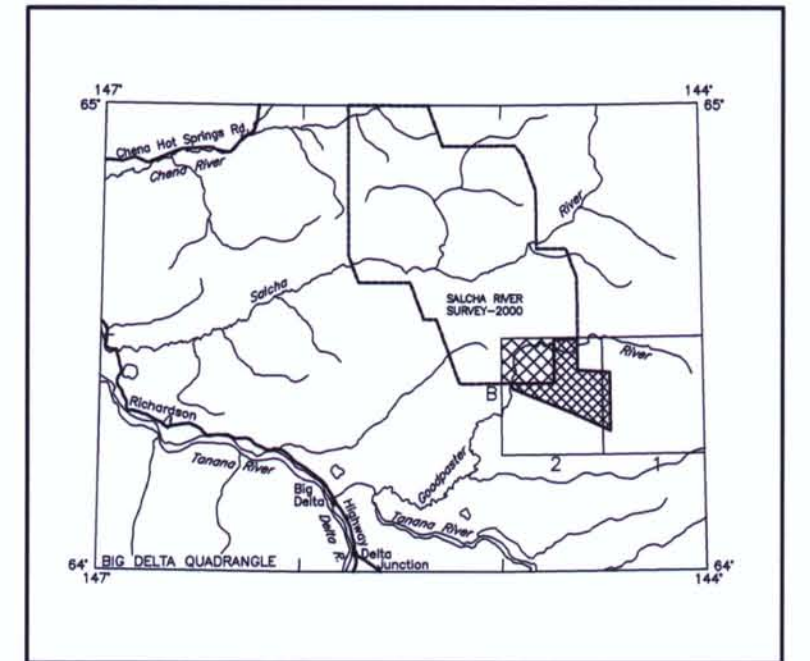 147° 144°
65° 65°
Chena Hot Springs Rd.
Chena River
River
Salcha
SALCHA RIVER
SURVEY-2000
River
B
Richardson
Tanana River
Goodpaster
2 1
Big
Delta
Highway
Delta R.
Tanana River
Delta
Junction
BIG DELTA QUADRANGLE
64° 64°
147° 144°